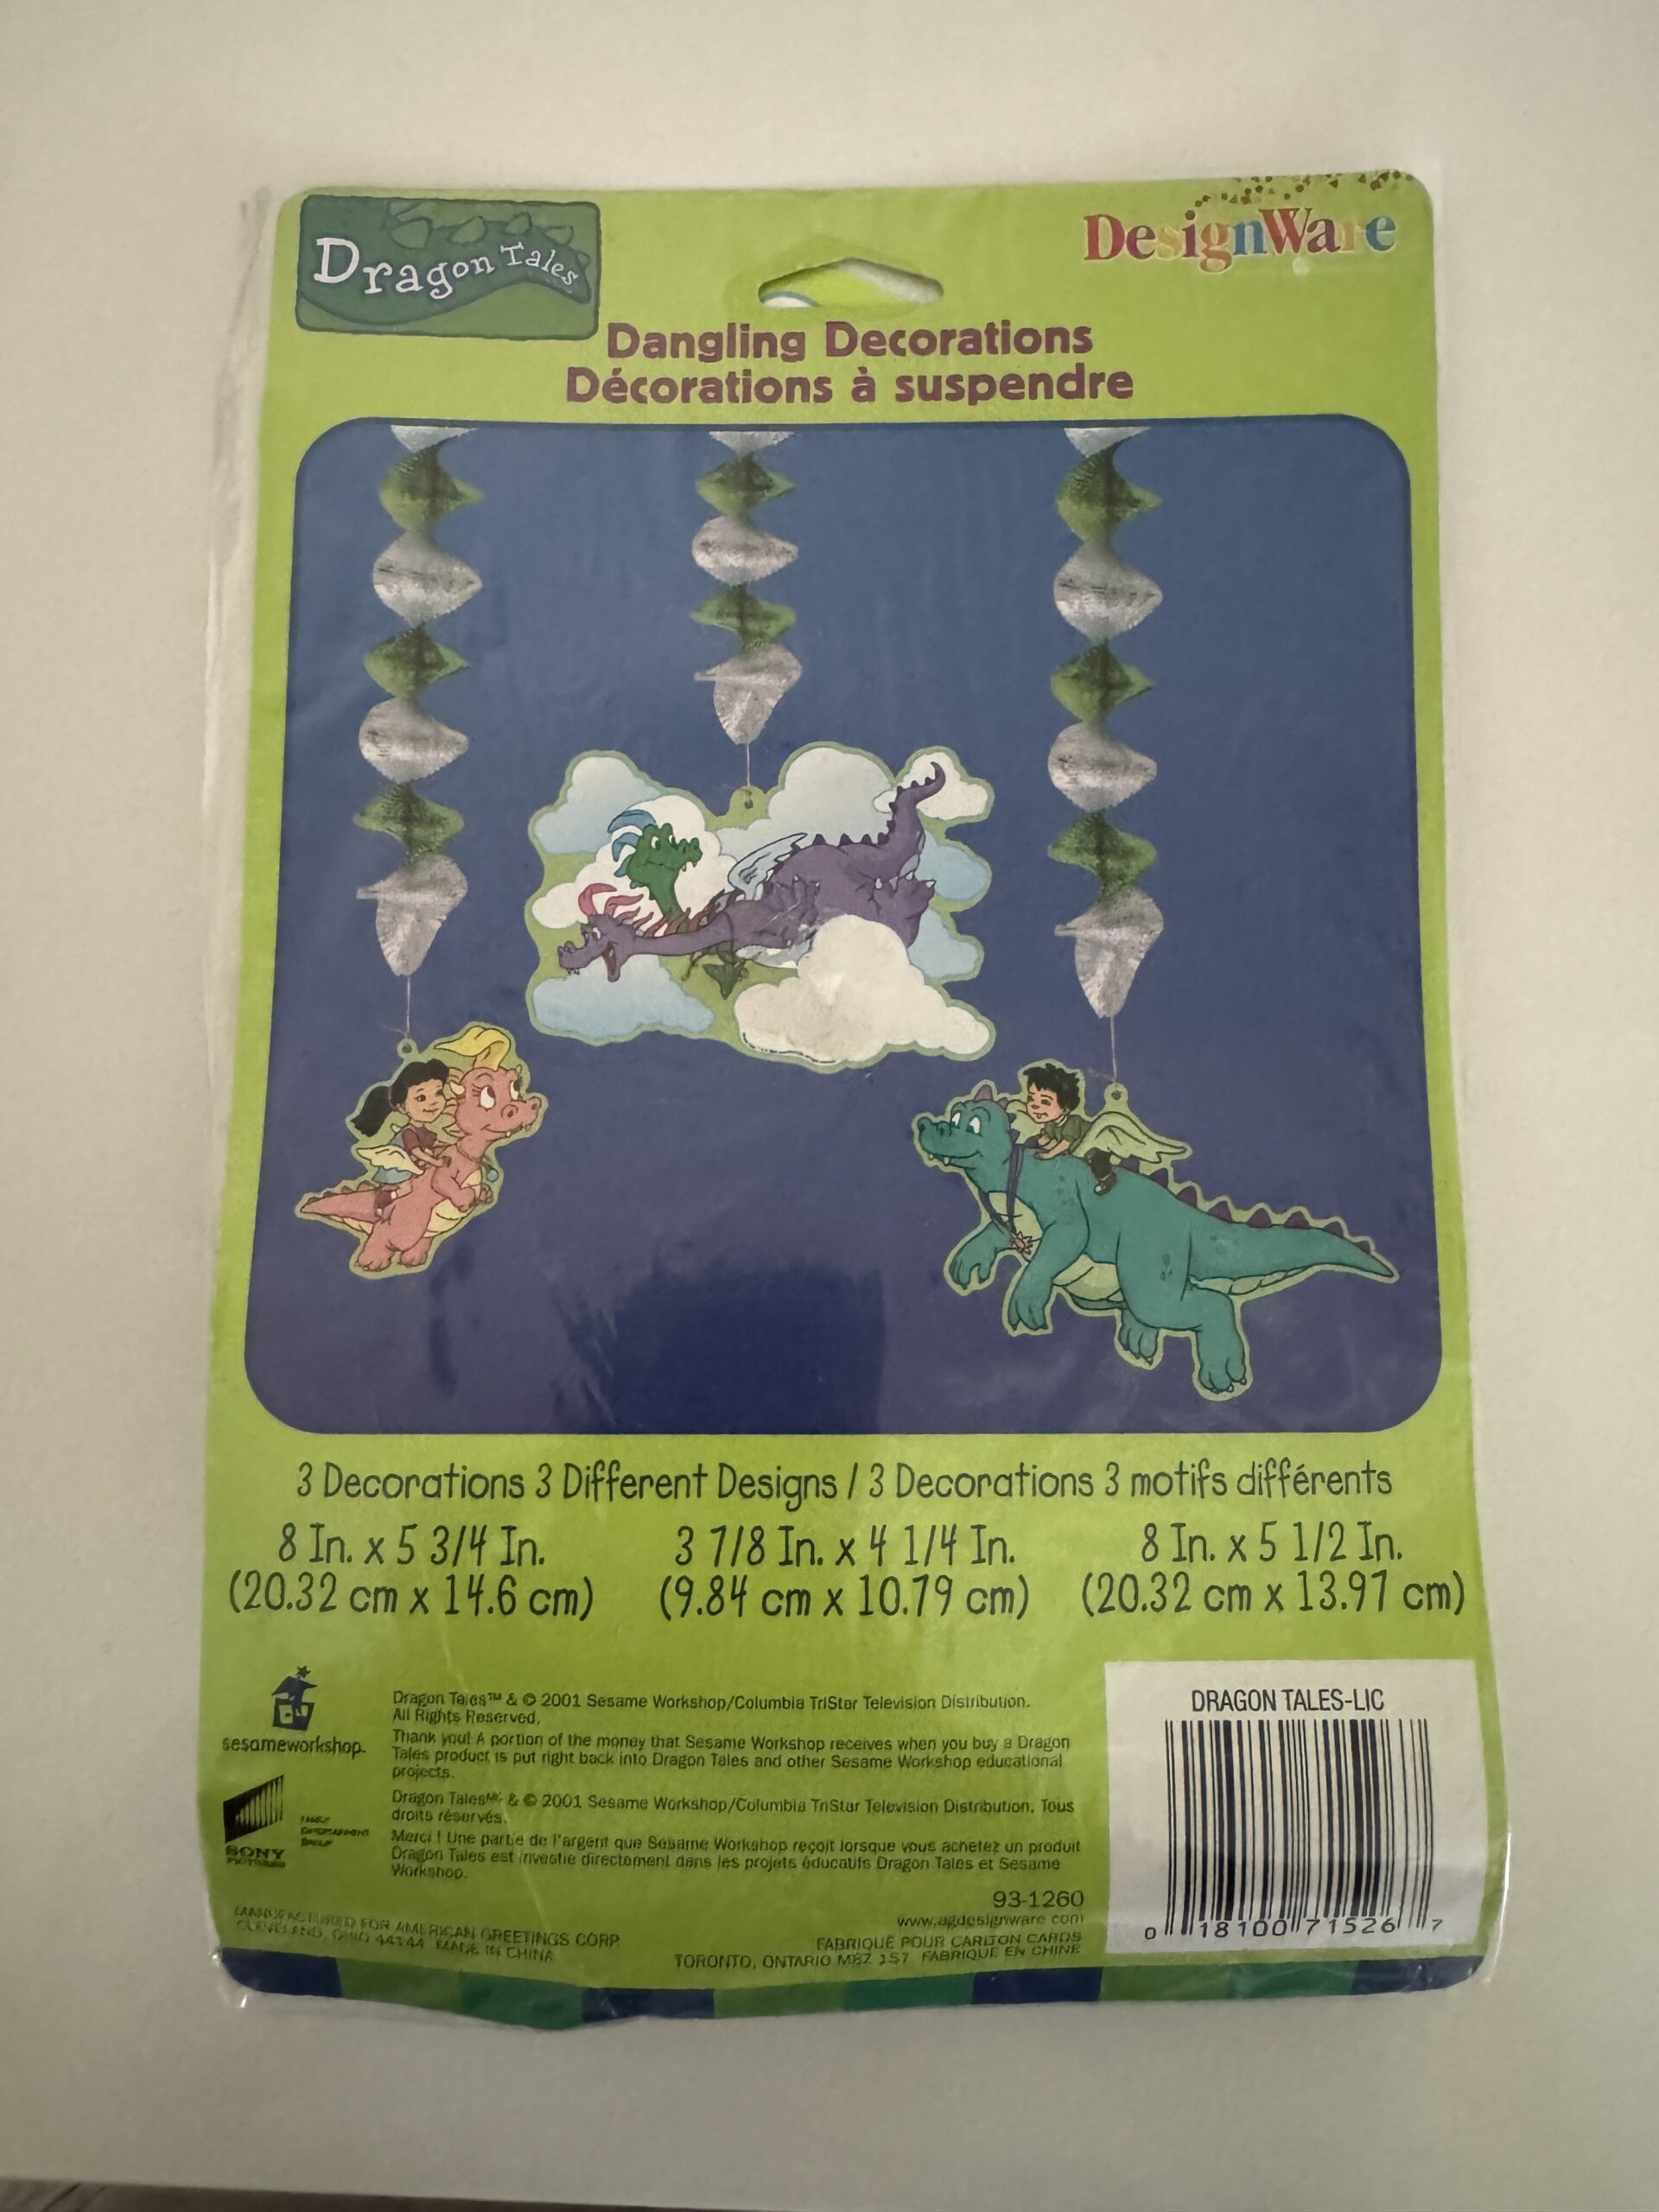 Dragon Tales
DesignWare
Dangling Decorations
Décorations à suspendre
3 Decorations 3 Different Designs / 3 Decorations 3 motifs différents
8 In. x 5 3/4 In.
(20.32 cm x 14.6 cm)
3 7/8 In. x 4 1/4 In.
(9.84 cm x 10.79 cm)
8 In. x 5 1/2 In.
(20.32 cm x 13.97 cm)
sesameworkshop.
SONY
PICTURES
FAMILY
ENTERTAINMENT
GROUP
Dragon Tales™ & © 2001 Sesame Workshop/Columbia TriStar Television Distribution.
All Rights Reserved.
Thank you! A portion of the money that Sesame Workshop receives when you buy a Dragon
Tales product is put right back into Dragon Tales and other Sesame Workshop educational
projects.
Dragon Tales MC & © 2001 Sesame Workshop/Columbia TriStar Television Distribution. Tous
droits réservés.
Merci ! Une partie de l'argent que Sesame Workshop reçoit lorsque vous achetez un produit
Dragon Tales est investie directement dans les projets éducatifs Dragon Tales et Sesame
Workshop.
93-1260
www.agdesignware.com
MANUFACTURED FOR AMERICAN GREETINGS CORP.
CLEVELAND, OHIO 44144 MADE IN CHINA
FABRIQUÉ POUR CARLTON CARDS
TORONTO, ONTARIO M8Z 1S7 FABRIQUÉ EN CHINE
DRAGON TALES-LIC
0 18100 71526 7